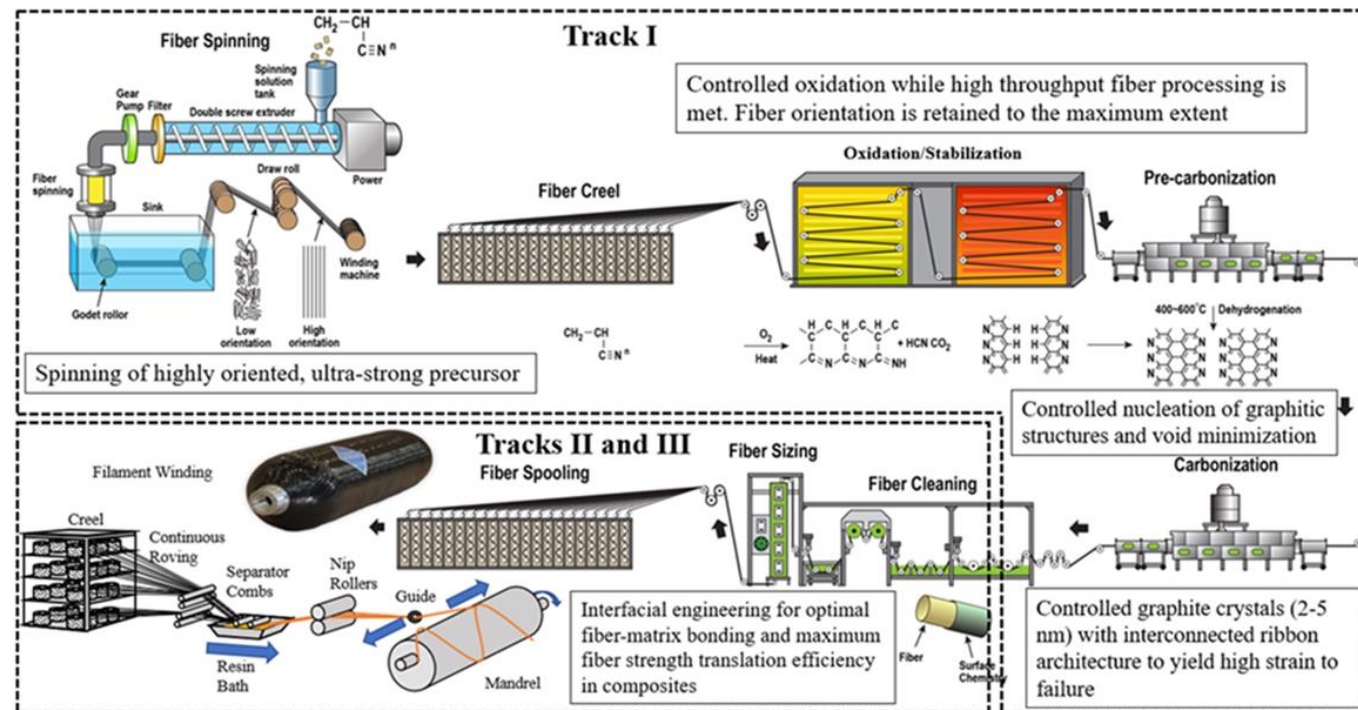 Track I
Fiber Spinning
CH₂–CH
C≡Nⁿ
Spinning
solution
tank
Gear
Pump
Filter
Double screw extruder
Power
Fiber
spinning
Sink
Draw roll
Winding
machine
Godet rollor
Low
orientation
High
orientation
Spinning of highly oriented, ultra-strong precursor
Controlled oxidation while high throughput fiber processing is
met. Fiber orientation is retained to the maximum extent
Fiber Creel
Oxidation/Stabilization
Pre-carbonization
CH₂–CH
C≡Nⁿ
O₂
Heat
H H H
C C C C
C C C
N N NH
+ HCN CO₂
N H H N
N H H N
N H H N
400~600°C
Dehydrogenation
N N N N
N N N N
N N N N
Controlled nucleation of graphitic
structures and void minimization
Carbonization
Controlled graphite crystals (2-5
nm) with interconnected ribbon
architecture to yield high strain to
failure
Tracks II and III
Fiber Spooling
Fiber Sizing
Fiber Cleaning
Filament Winding
Creel
Continuous
Roving
Separator
Combs
Nip
Rollers
Guide
Resin
Bath
Mandrel
Interfacial engineering for optimal
fiber-matrix bonding and maximum
fiber strength translation efficiency
in composites
Fiber
Surface
Chemistry